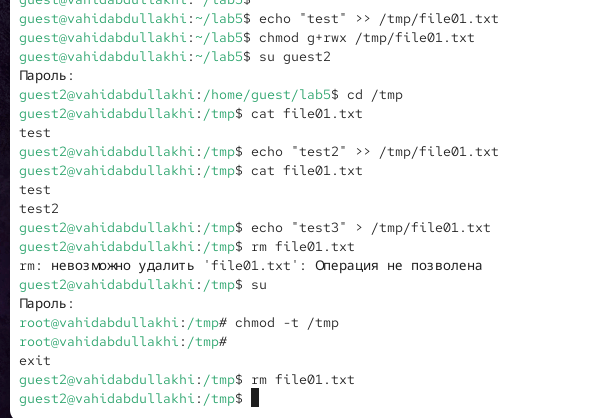 guest@vahidabdullakhi:~/lab5$
guest@vahidabdullakhi:~/lab5$ echo "test" >> /tmp/file01.txt
guest@vahidabdullakhi:~/lab5$ chmod g+rwx /tmp/file01.txt
guest@vahidabdullakhi:~/lab5$ su guest2
Пароль:
guest2@vahidabdullakhi:/home/guest/lab5$ cd /tmp
guest2@vahidabdullakhi:/tmp$ cat file01.txt
test
guest2@vahidabdullakhi:/tmp$ echo "test2" >> /tmp/file01.txt
guest2@vahidabdullakhi:/tmp$ cat file01.txt
test
test2
guest2@vahidabdullakhi:/tmp$ echo "test3" > /tmp/file01.txt
guest2@vahidabdullakhi:/tmp$ rm file01.txt
rm: невозможно удалить 'file01.txt': Операция не позволена
guest2@vahidabdullakhi:/tmp$ su
Пароль:
root@vahidabdullakhi:/tmp# chmod -t /tmp
root@vahidabdullakhi:/tmp#
exit
guest2@vahidabdullakhi:/tmp$ rm file01.txt
guest2@vahidabdullakhi:/tmp$